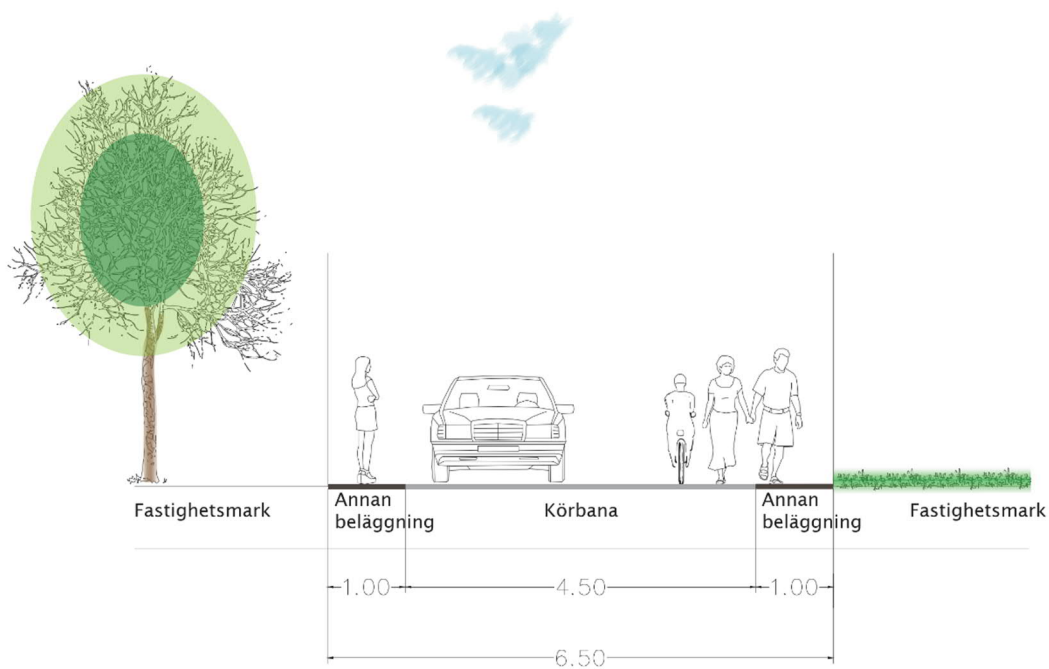 Fastighetsmark
Annan
beläggning
Körbana
Annan
beläggning
Fastighetsmark
1.00
4.50
1.00
6.50